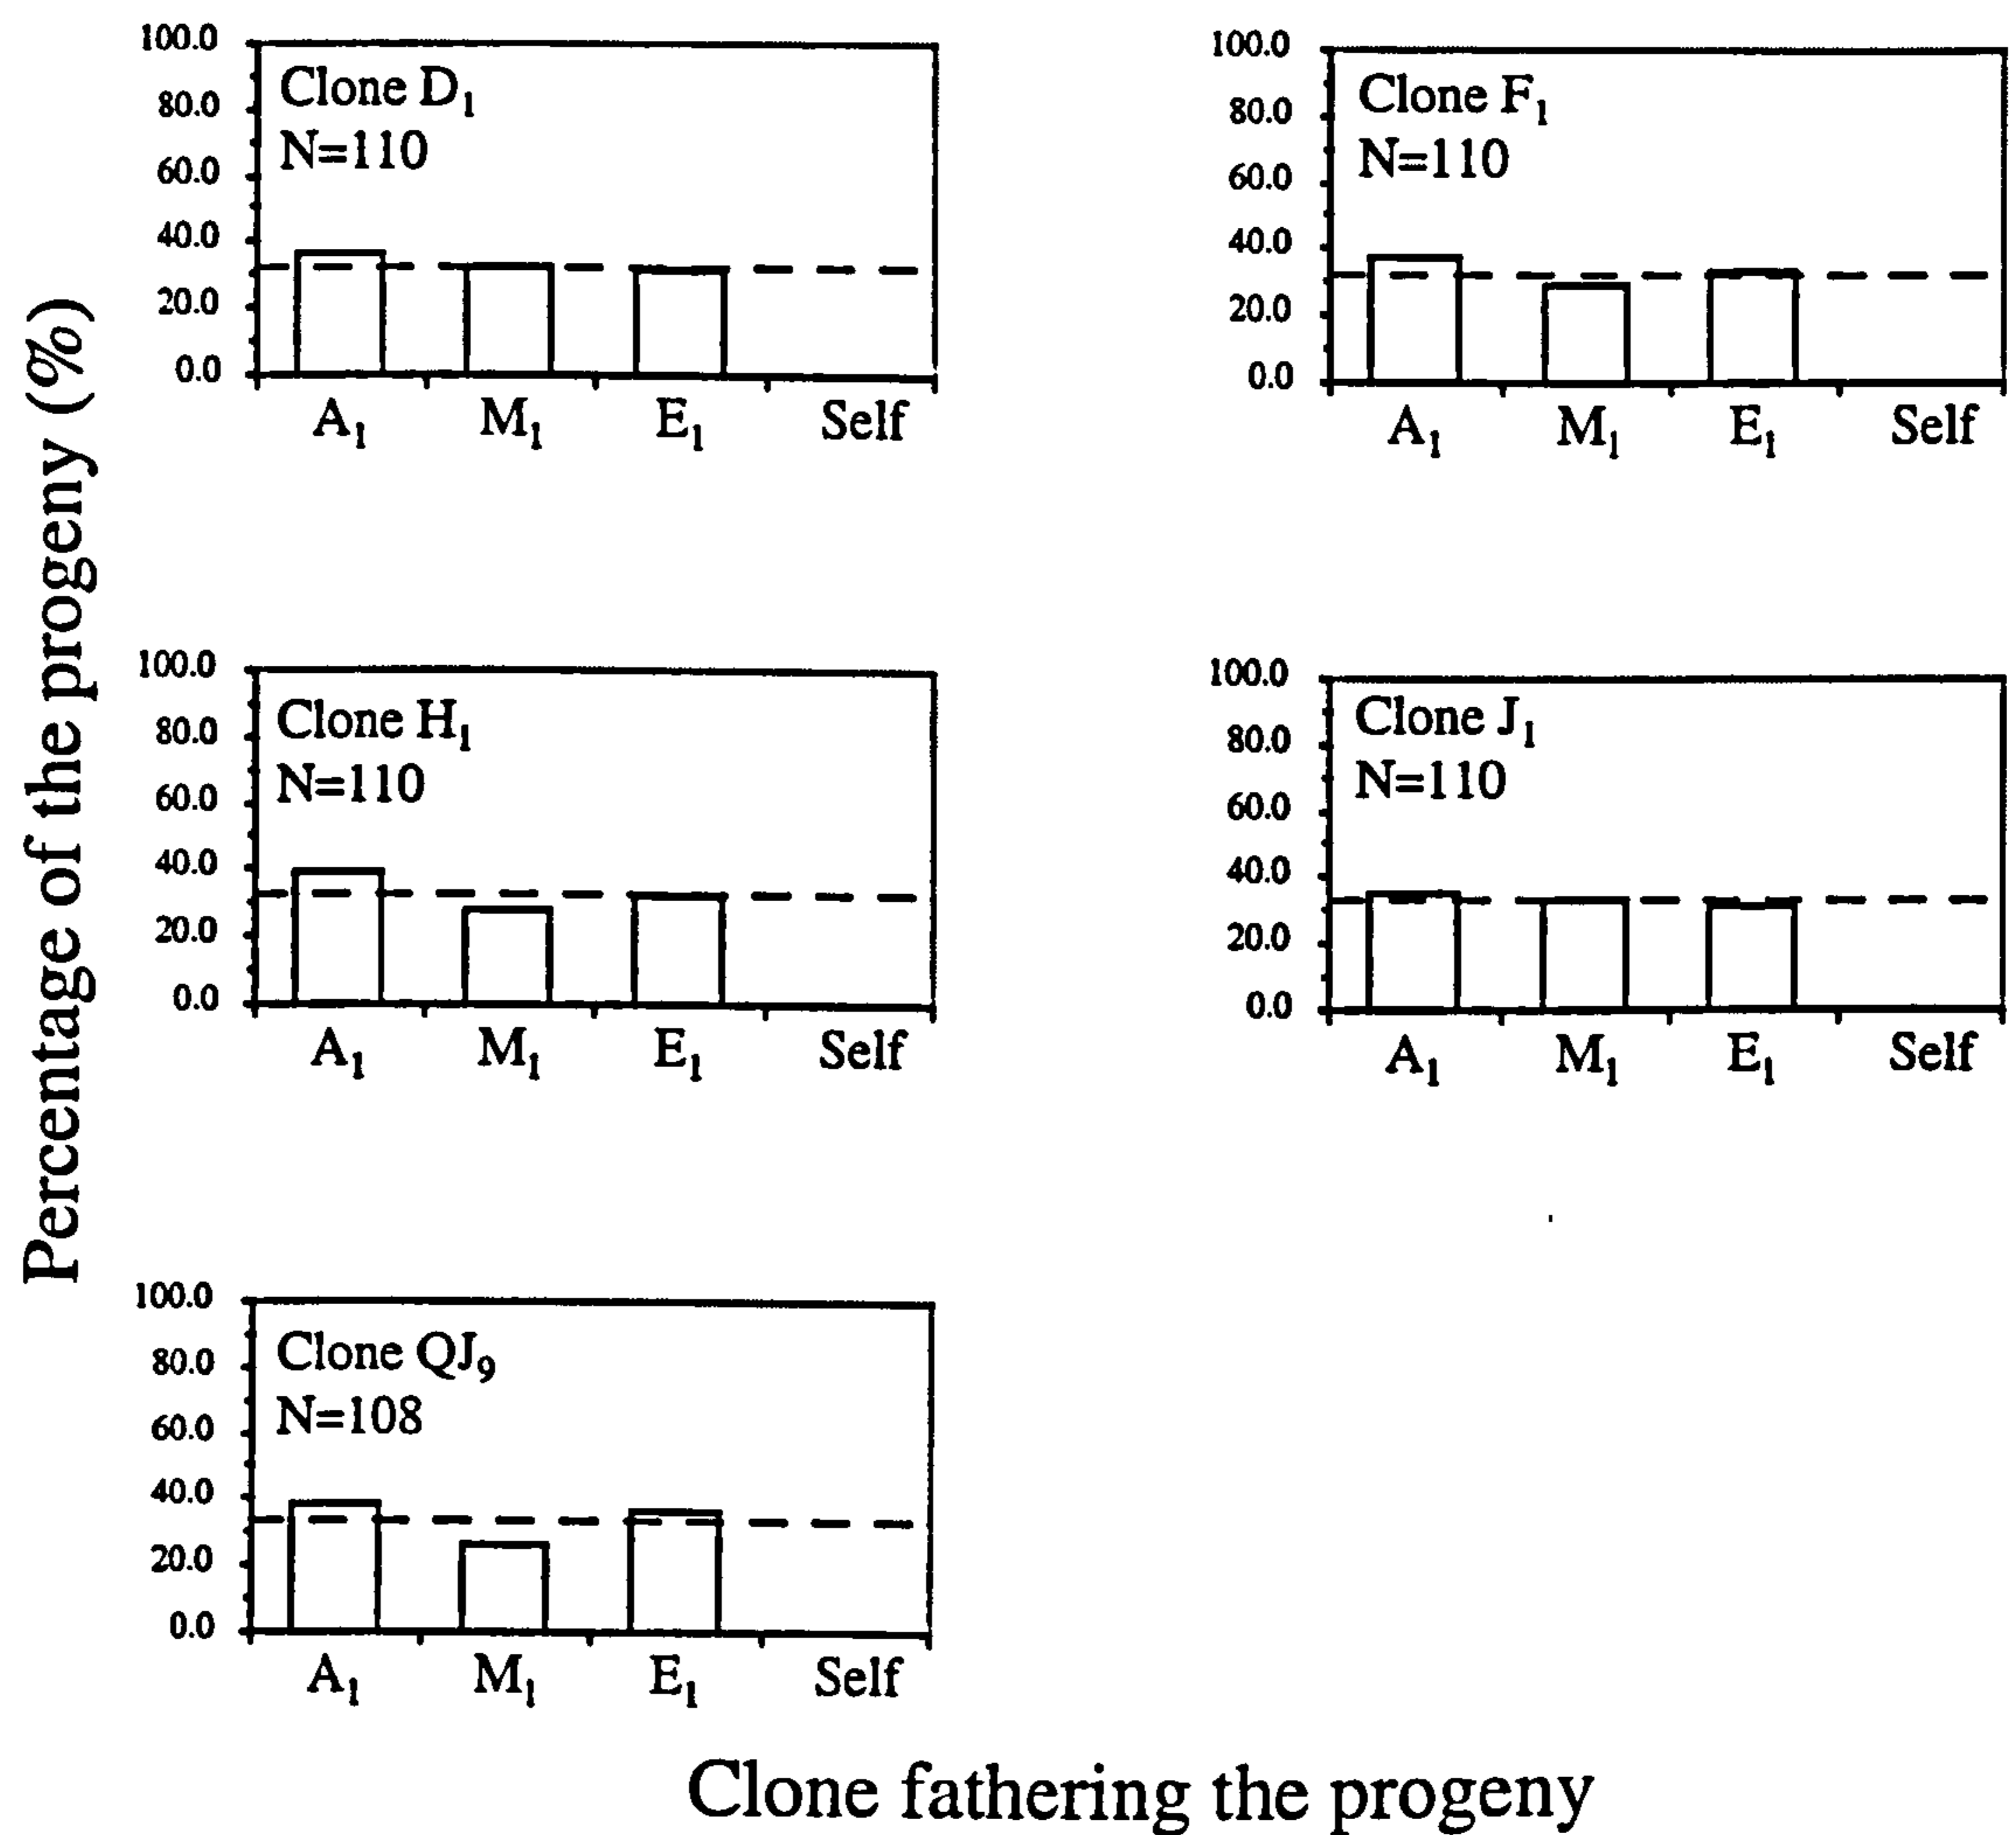 Percentage of the progeny (%)
100.0
80.0
60.0
40.0
20.0
0.0
Clone D₁
N=110
A₁ M₁ E₁ Self
100.0
80.0
60.0
40.0
20.0
0.0
Clone F₁
N=110
A₁ M₁ E₁ Self
100.0
80.0
60.0
40.0
20.0
0.0
Clone H₁
N=110
A₁ M₁ E₁ Self
100.0
80.0
60.0
40.0
20.0
0.0
Clone J₁
N=110
A₁ M₁ E₁ Self
100.0
80.0
60.0
40.0
20.0
0.0
Clone QJ₉
N=108
A₁ M₁ E₁ Self
Clone fathering the progeny